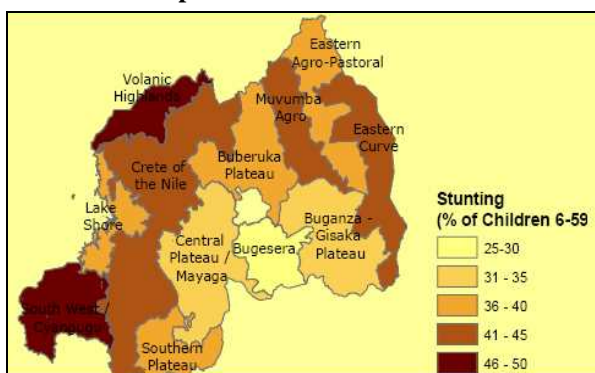 Eastern
Agro-Pastoral
Volanic
Highlands
Muvumba
Agro
Eastern
Curve
Crete of
the Nile
Buberuka
Plateau
Lake
Shore
Central
Plateau /
Mayaga
Bugesera
Buganza -
Gisaka
Plateau
South West /
Southern
Plateau
Stunting
(% of Children 6-59
25-30
31 - 35
36 - 40
41 - 45
46 - 50